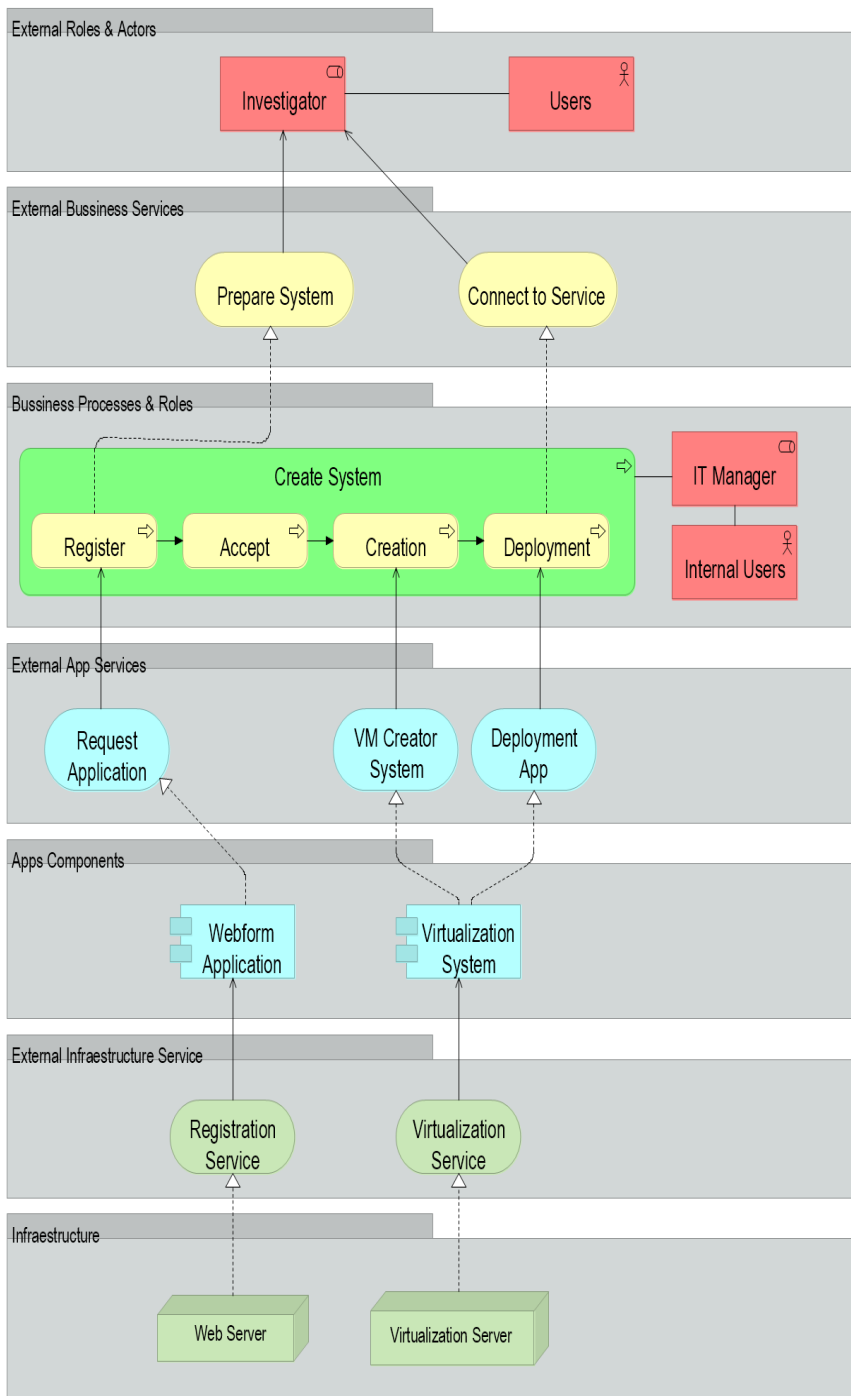 External Roles & Actors
Investigator
Users
External Bussiness Services
Prepare System
Connect to Service
Bussiness Processes & Roles
Create System
IT Manager
Register
Accept
Creation
Deployment
Internal Users
External App Services
Request
Application
VM Creator
System
Deployment
App
Apps Components
Webform
Application
Virtualization
System
External Infraestructure Service
Registration
Service
Virtualization
Service
Infraestructure
Web Server
Virtualization Server